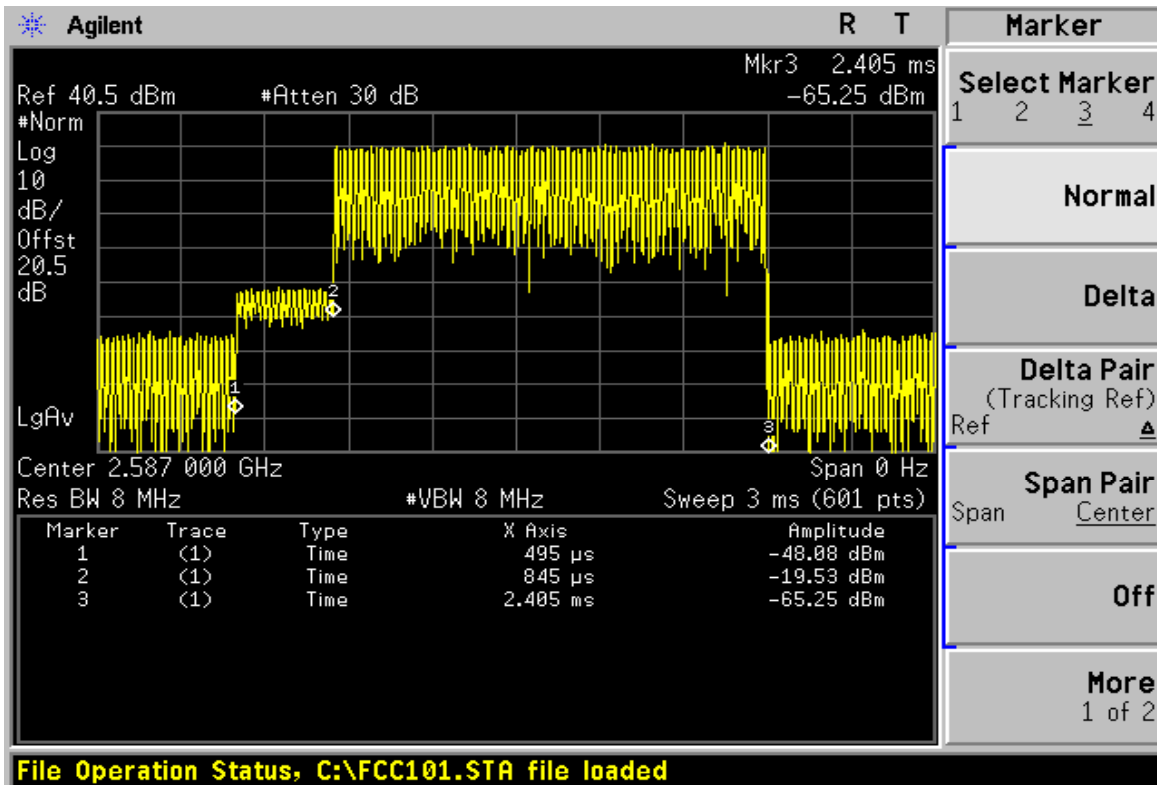 Agilent R T Marker
Mkr3 2.405 ms
Ref 40.5 dBm #Atten 30 dB -65.25 dBm
#Norm
Log
10
dB/
Offst
20.5
dB
LgAv
1
2
3
Center 2.587 000 GHz Span 0 Hz
Res BW 8 MHz #VBW 8 MHz Sweep 3 ms (601 pts)
Marker Trace Type X Axis Amplitude
1 (1) Time 495 µs -48.08 dBm
2 (1) Time 845 µs -19.53 dBm
3 (1) Time 2.405 ms -65.25 dBm
Select Marker
1 2 3 4
Normal
Delta
Delta Pair
(Tracking Ref)
Ref Δ
Span Pair
Span Center
Off
More
1 of 2
File Operation Status, C:\FCC101.STA file loaded